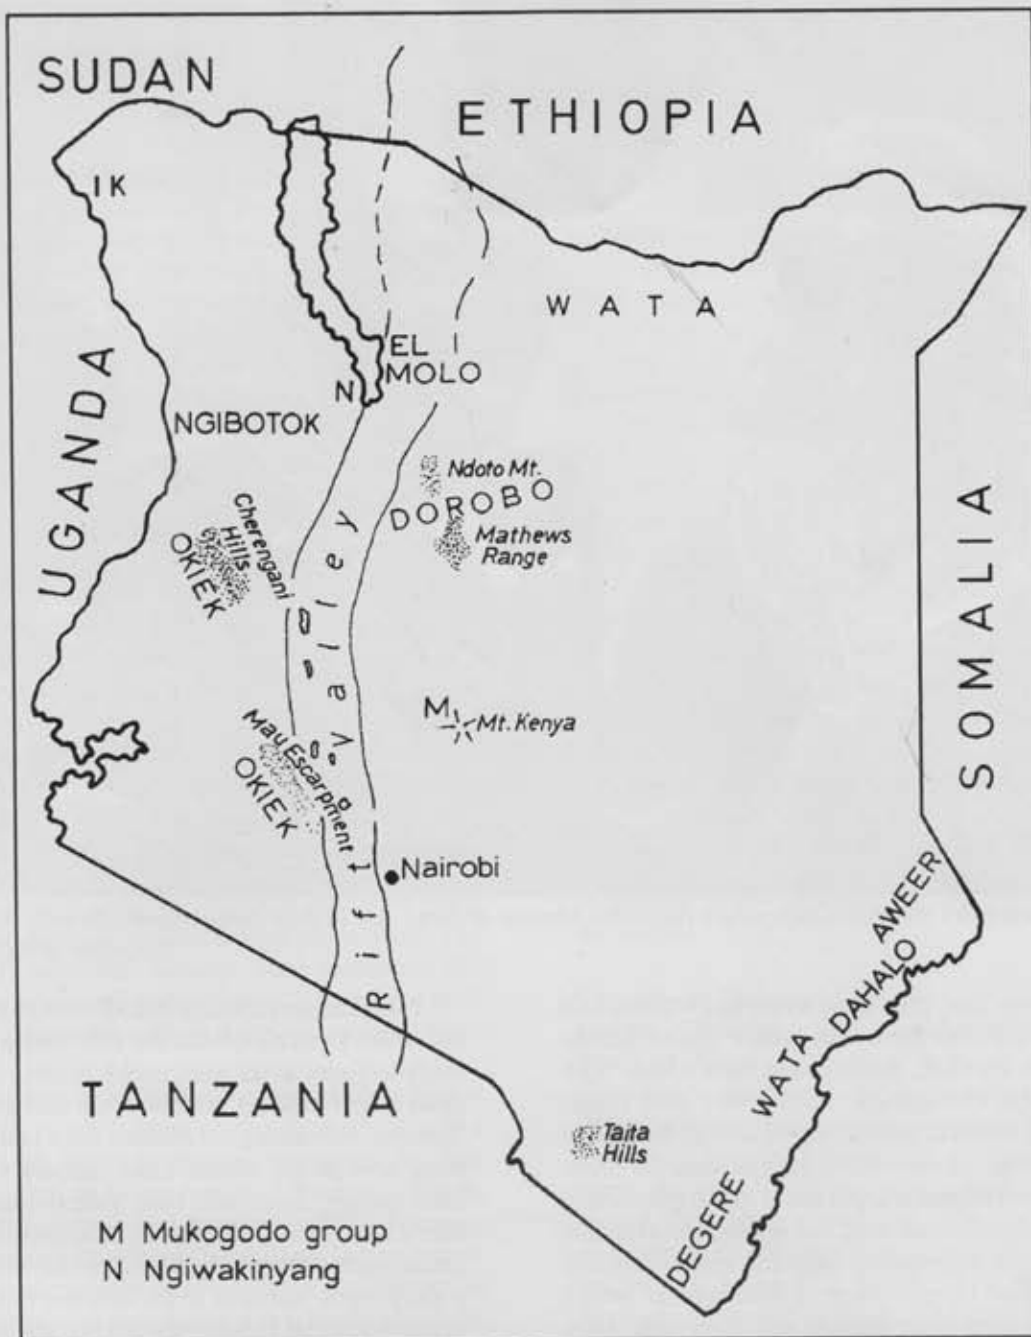 SUDAN
ETHIOPIA
IK
WATA
UGANDA
EL
MOLO
N
NGIBOTOK
Ndoto Mt.
DOROBO
Mathews
Range
Cherengani
Hills
OKIEK
SOMALIA
Rift Valley
M
Mt. Kenya
Mau Escarpment
OKIEK
Nairobi
AWEER
DAHALO
WATA
DEGERE
TANZANIA
Taita
Hills
M Mukogodo group
N Ngiwakinyang